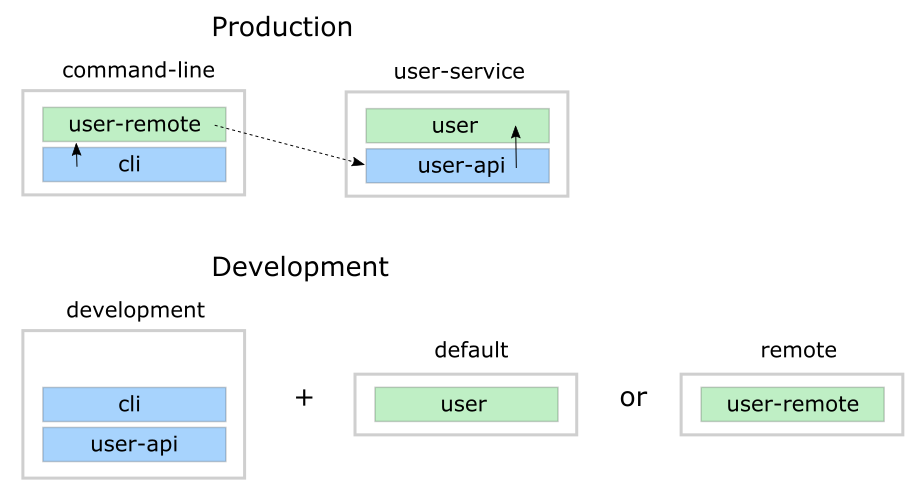 Production
command-line
user-service
user-remote
cli
user
user-api
Development
development
cli
user-api
+
default
user
or
remote
user-remote